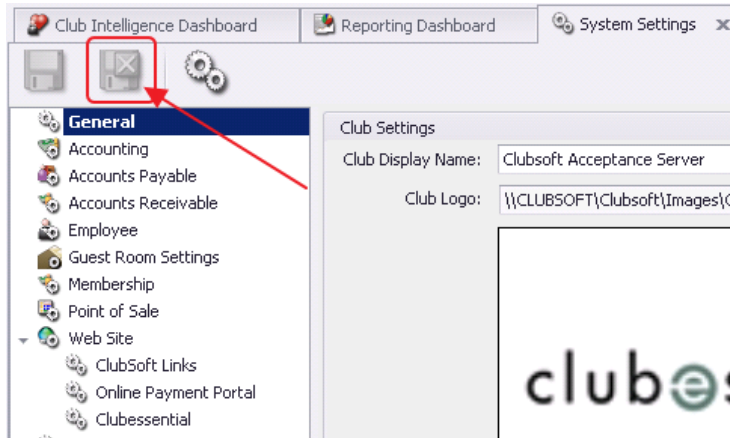 Club Intelligence Dashboard
Reporting Dashboard
System Settings
General
Accounting
Accounts Payable
Accounts Receivable
Employee
Guest Room Settings
Membership
Point of Sale
Web Site
ClubSoft Links
Online Payment Portal
Clubessential
Club Settings
Club Display Name: Clubsoft Acceptance Server
Club Logo: \\CLUBSOFT\Clubsoft\Images\
clubes